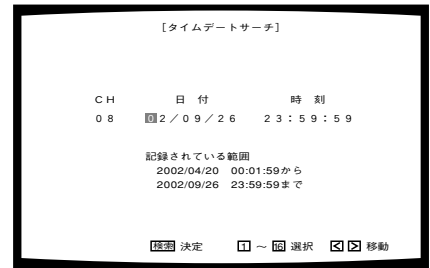 [タイムデートサーチ]
CH 日 付 時 刻
08 02／09／26 23：59：59
記録されている範囲
2002/04/20 00:01:59から
2002/09/26 23:59:59まで
検索 決定 1 ～ 16 選択 < > 移動